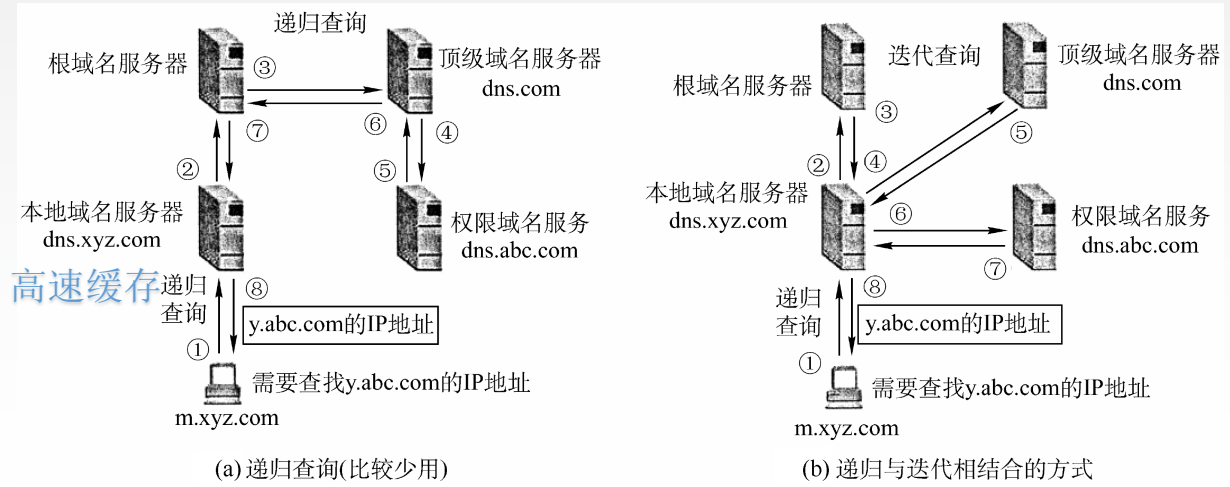 递归查询
根域名服务器
③
顶级域名服务器
dns.com
⑥
④
⑦
②
⑤
本地域名服务器
dns.xyz.com
权限域名服务
dns.abc.com
高速缓存
递归
查询
⑧
y.abc.com的IP地址
①
需要查找y.abc.com的IP地址
m.xyz.com
(a) 递归查询(比较少用)
迭代查询
根域名服务器
顶级域名服务器
dns.com
③
⑤
②
④
本地域名服务器
dns.xyz.com
⑥
权限域名服务
dns.abc.com
⑦
递归
查询
⑧
y.abc.com的IP地址
①
需要查找y.abc.com的IP地址
m.xyz.com
(b) 递归与迭代相结合的方式